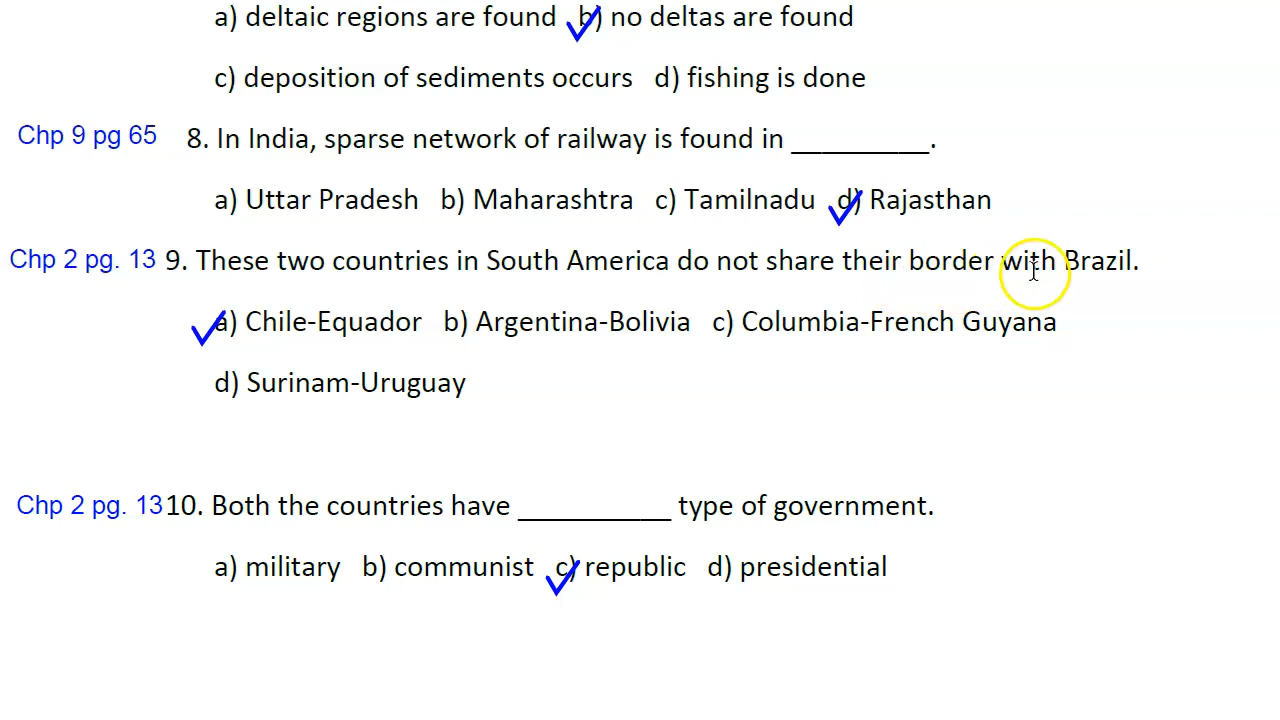 a) deltaic regions are found b) no deltas are found
c) deposition of sediments occurs d) fishing is done
Chp 9 pg 65 8. In India, sparse network of railway is found in _________.
a) Uttar Pradesh b) Maharashtra c) Tamilnadu d) Rajasthan
Chp 2 pg. 13 9. These two countries in South America do not share their border with Brazil.
a) Chile-Equador b) Argentina-Bolivia c) Columbia-French Guyana
d) Surinam-Uruguay
Chp 2 pg. 13 10. Both the countries have __________ type of government.
a) military b) communist c) republic d) presidential